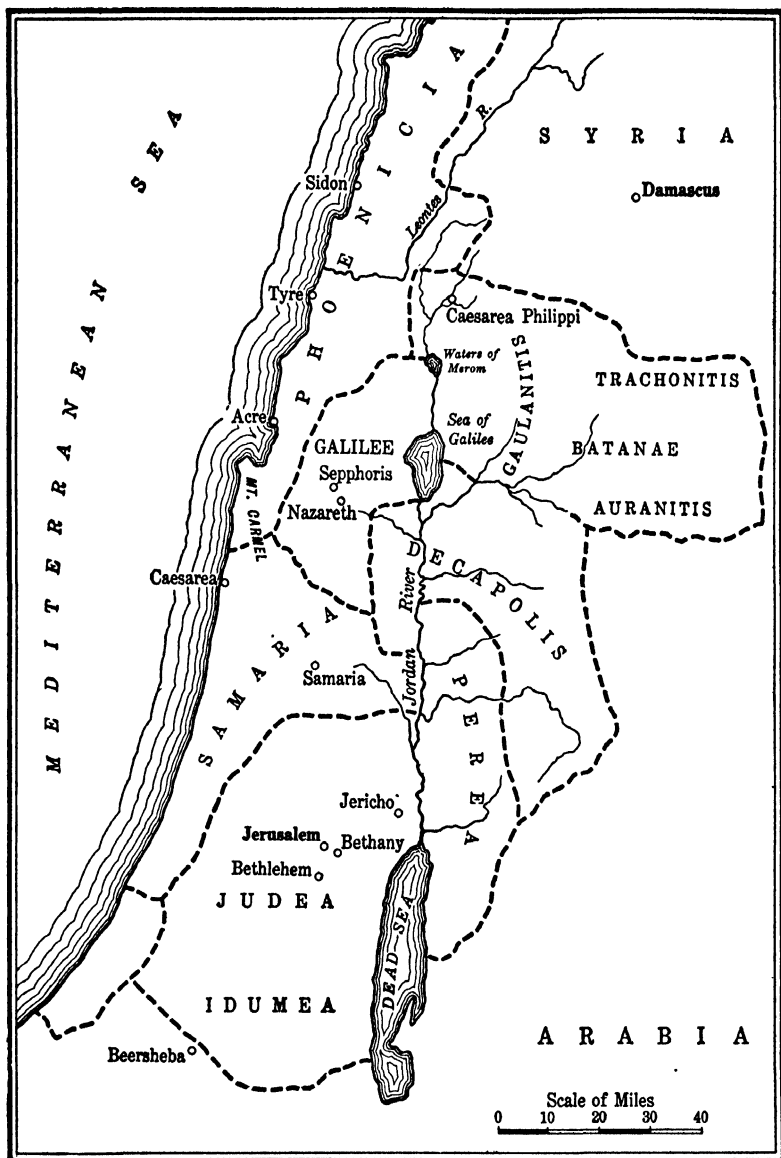 MEDITERRANEAN SEA
PHOENICIA
SYRIA
Damascus
Sidon
Leontes R.
Tyre
Caesarea Philippi
Waters of
Merom
GAULANITIS
TRACHONITIS
Acre
Sea of
Galilee
BATANAE
GALILEE
Sepphoris
Nazareth
AURANITIS
MT. CARMEL
DECAPOLIS
Caesarea
Jordan River
SAMARIA
Samaria
PEREA
Jericho
Jerusalem
Bethany
Bethlehem
JUDEA
DEAD SEA
IDUMEA
Beersheba
ARABIA
Scale of Miles
0 10 20 30 40